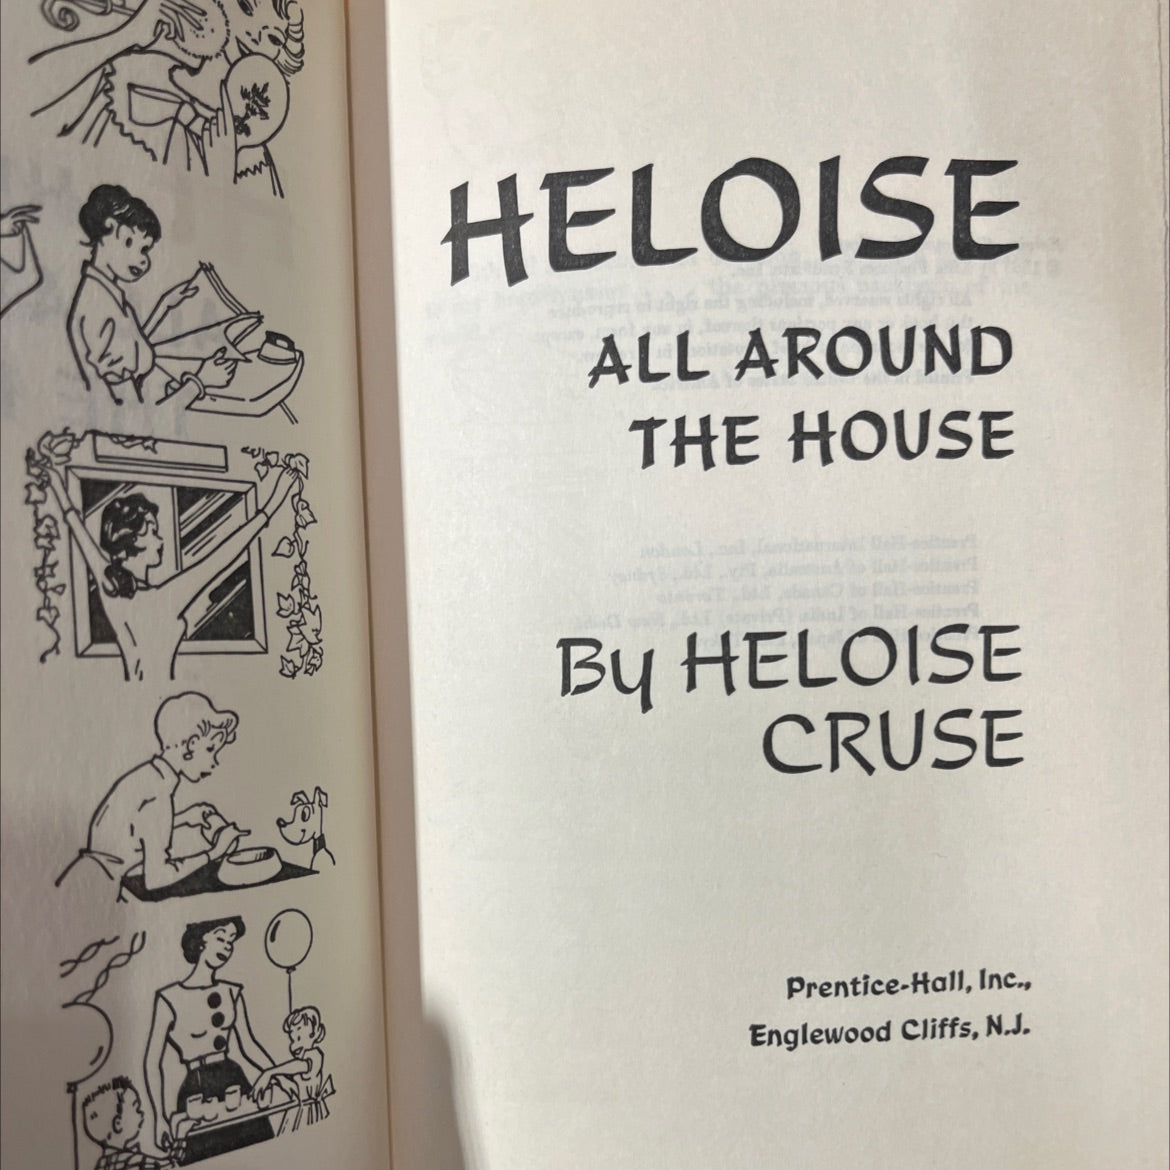 HELOISE
ALL AROUND
THE HOUSE
By HELOISE
CRUSE
Prentice-Hall, Inc.,
Englewood Cliffs, N.J.